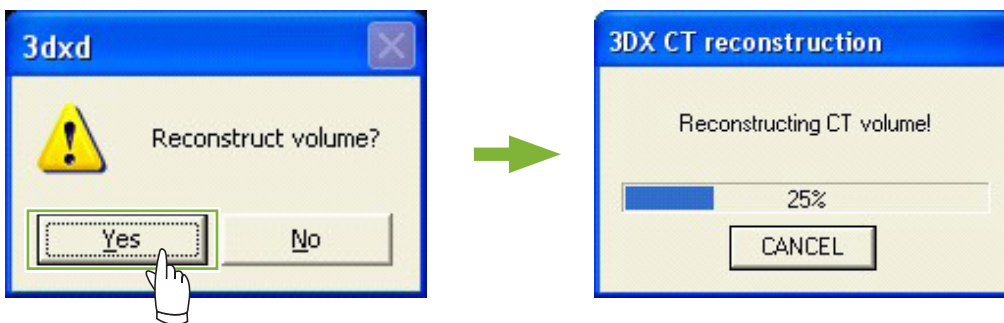 3dxd
Reconstruct volume?
Yes
No
3DX CT reconstruction
Reconstructing CT volume!
25%
CANCEL